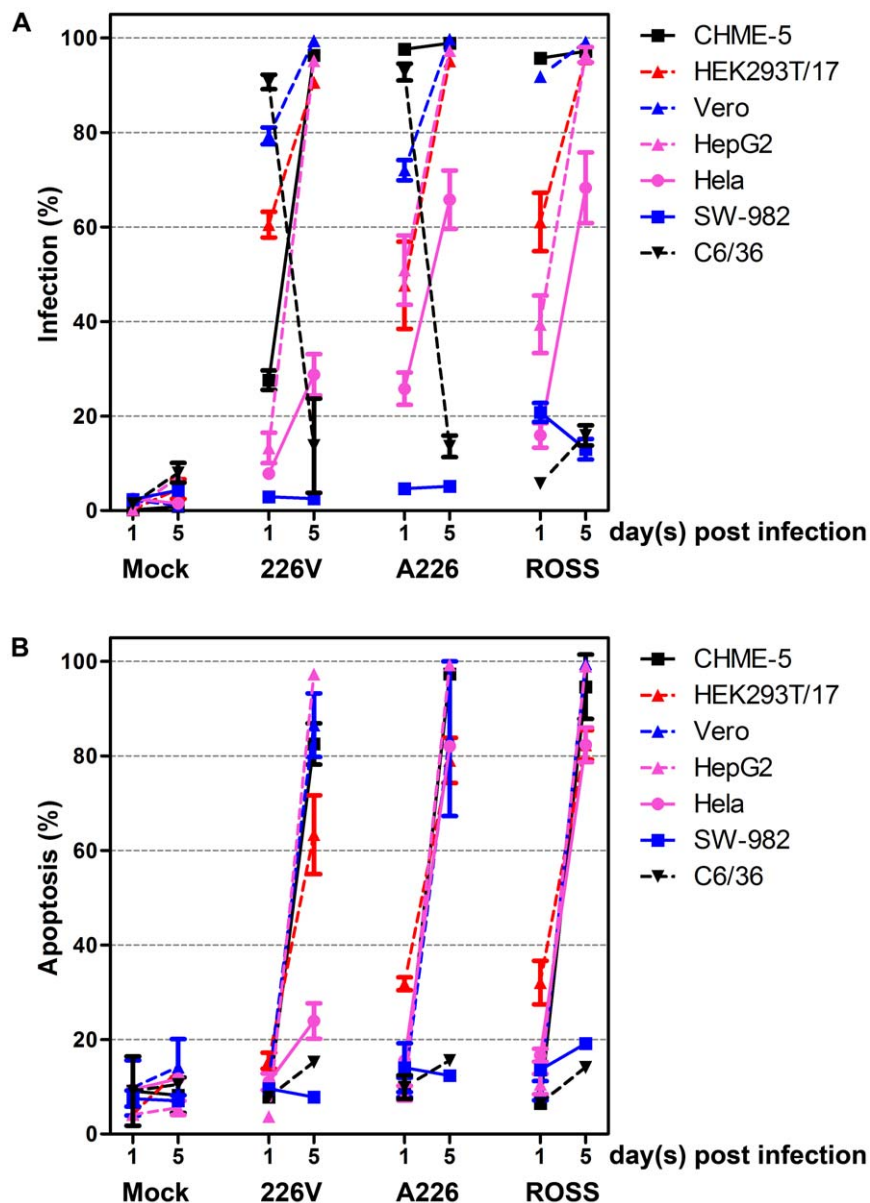 A
Infection (%)
100
80
60
40
20
0
CHME-5
HEK293T/17
Vero
HepG2
Hela
SW-982
C6/36
1 5 1 5 1 5 1 5 day(s) post infection
Mock 226V A226 ROSS
B
Apoptosis (%)
100
80
60
40
20
0
CHME-5
HEK293T/17
Vero
HepG2
Hela
SW-982
C6/36
1 5 1 5 1 5 1 5 day(s) post infection
Mock 226V A226 ROSS